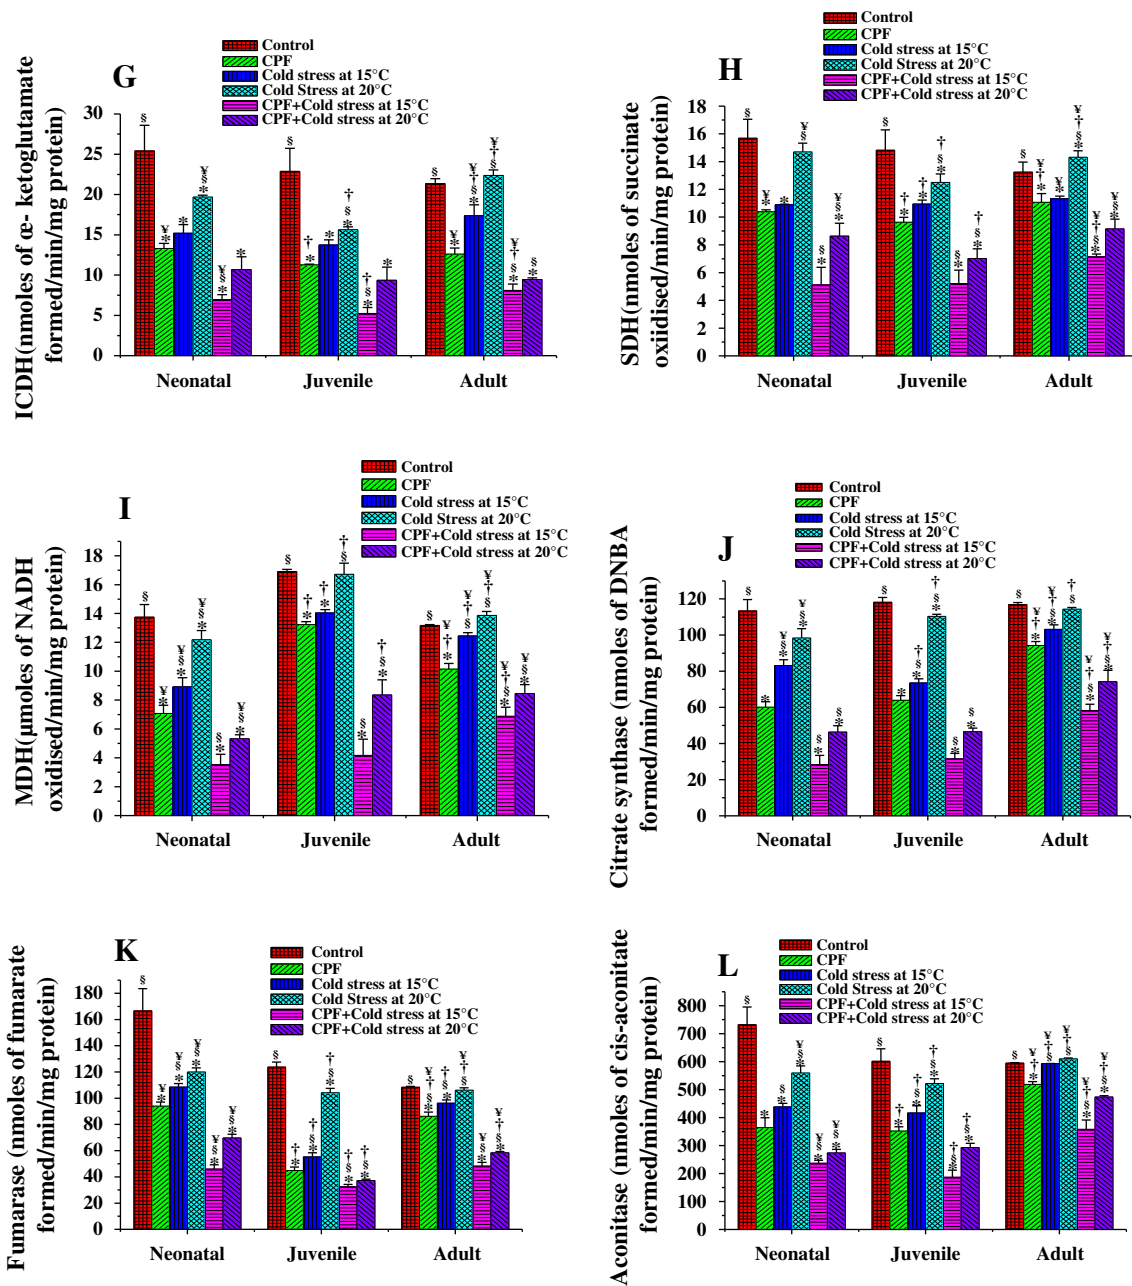 G
Control
CPF
Cold stress at 15°C
Cold Stress at 20°C
CPF+Cold stress at 15°C
CPF+Cold stress at 20°C
ICDH(nmoles of œ- ketoglutamate
formed/min/mg protein)
30
25
20
15
10
5
0
Neonatal
Juvenile
Adult
H
Control
CPF
Cold stress at 15°C
Cold Stress at 20°C
CPF+Cold stress at 15°C
CPF+Cold stress at 20°C
SDH(nmoles of succinate
oxiidised/min/mg protein)
18
16
14
12
10
8
6
4
2
0
Neonatal
Juvenile
Adult
I
Control
CPF
Cold stress at 15°C
Cold Stress at 20°C
CPF+Cold stress at 15°C
CPF+Cold stress at 20°C
MDH(µmoles of NADH
oxidised/min/mg protein)
18
16
14
12
10
8
6
4
2
0
Neonatal
Juvenile
Adult
J
Control
CPF
Cold stress at 15°C
Cold Stress at 20°C
CPF+Cold stress at 15°C
CPF+Cold stress at 20°C
Citrate synthase (nmoles of DNBA
formed/min/mg protein)
120
100
80
60
40
20
0
Neonatal
Juvenile
Adult
K
Control
CPF
Cold stress at 15°C
Cold Stress at 20°C
CPF+Cold stress at 15°C
CPF+Cold stress at 20°C
Fumarase (nmoles of fumarate
formed/min/mg protein)
180
160
140
120
100
80
60
40
20
0
Neonatal
Juvenile
Adult
L
Control
CPF
Cold stress at 15°C
Cold Stress at 20°C
CPF+Cold stress at 15°C
CPF+Cold stress at 20°C
Aconitase (nmoles of cis-aconitate
formed/min/mg protein)
800
700
600
500
400
300
200
100
0
Neonatal
Juvenile
Adult